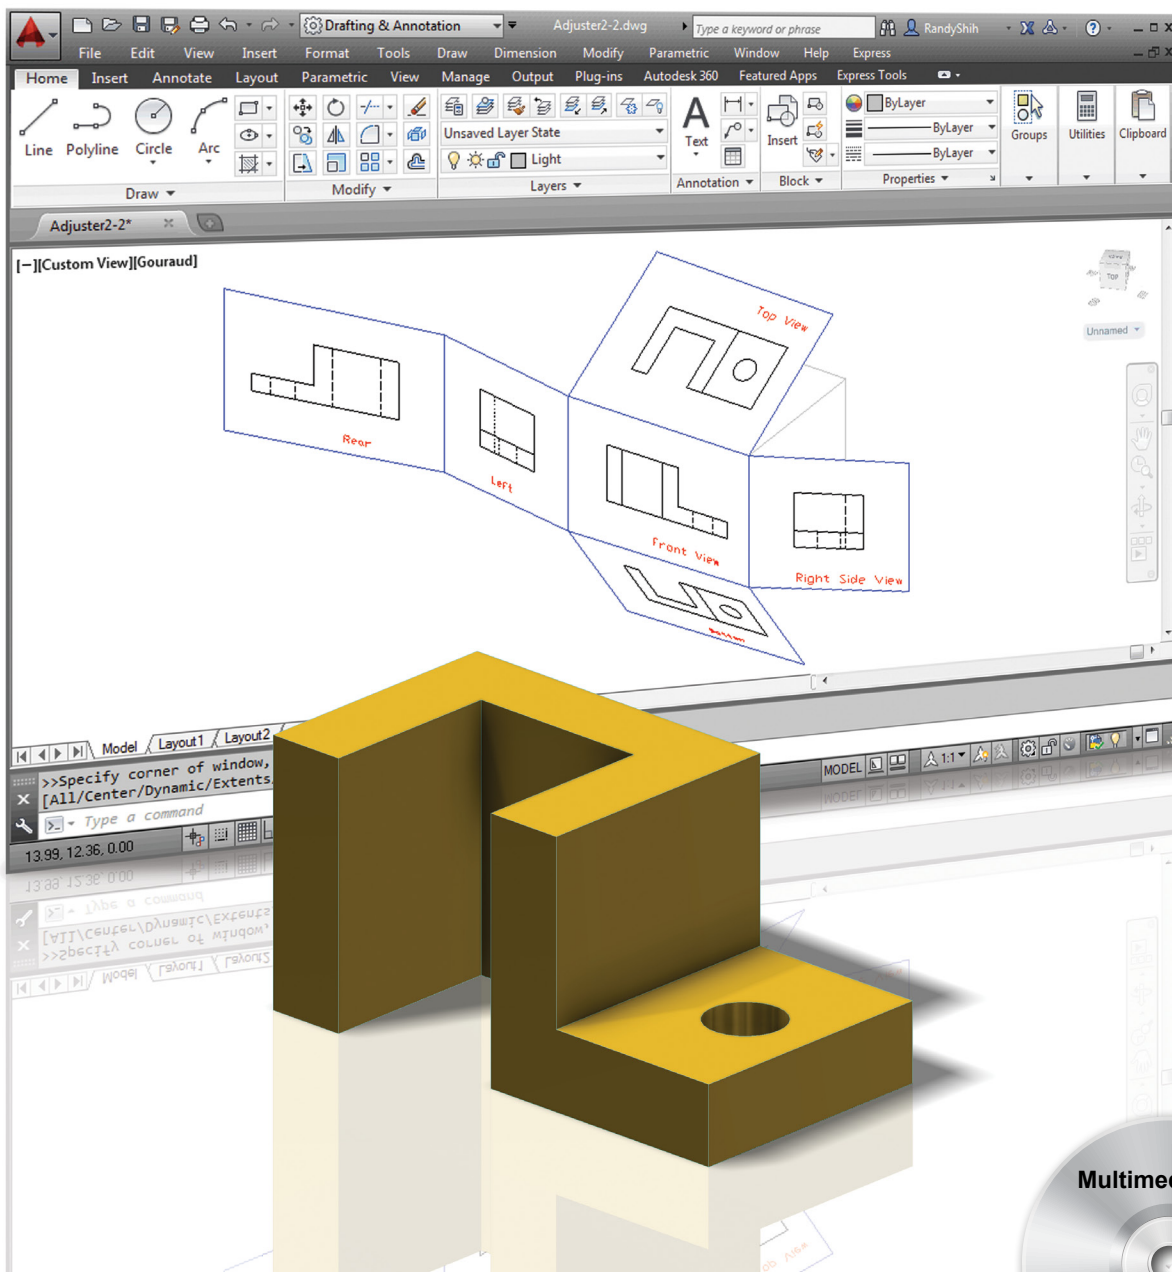 Drafting & Annotation
Adjuster2-2.dwg
Type a keyword or phrase
RandyShih
File Edit View Insert Format Tools Draw Dimension Modify Parametric Window Help Express
Home Insert Annotate Layout Parametric View Manage Output Plug-ins Autodesk 360 Featured Apps Express Tools
Line Polyline Circle Arc
Draw
Modify
Unsaved Layer State
Light
Layers
A
Text
Annotation
Insert
Block
ByLayer
ByLayer
ByLayer
Properties
Groups
Utilities
Clipboard
Adjuster2-2*
[−][Custom View][Gouraud]
TOP
Unnamed
Top View
Rear
Left
Front View
Right Side View
Bottom
Model Layout1 Layout2
MODEL
1:1
>>Specify corner of window,
[All/Center/Dynamic/Extents
Type a command
13.99, 12.36, 0.00
Multimed